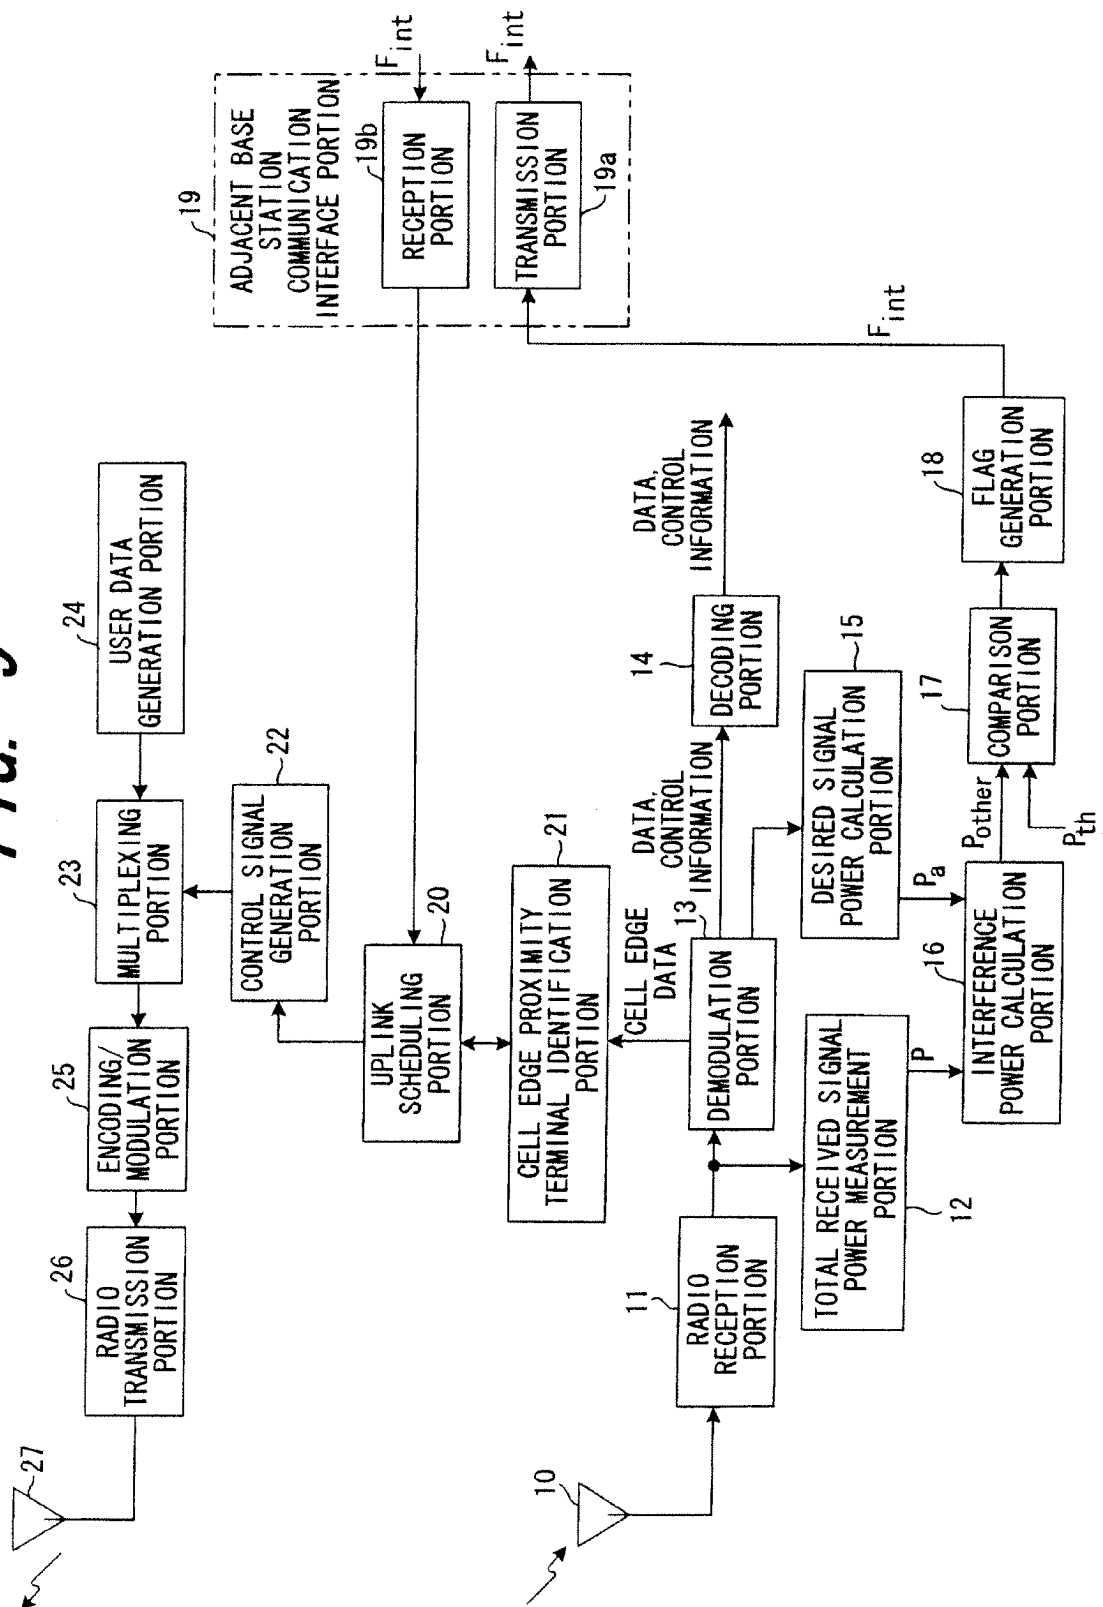 27
26
RADIO
TRANSMISSION
PORTION
25
ENCODING/
MODULATION
PORTION
23
MULTIPLEXING
PORTION
24
USER DATA
GENERATION PORTION
22
CONTROL SIGNAL
GENERATION
PORTION
19
ADJACENT BASE
STATION
COMMUNICATION
INTERFACE PORTION
19b
RECEPTION
PORTION
Fint
TRANSMISSION
PORTION
19a
Fint
20
UPLINK
SCHEDULING
PORTION
21
CELL EDGE PROXIMITY
TERMINAL IDENTIFICATION
PORTION
CELL EDGE
DATA
10
11
RADIO
RECEPTION
PORTION
13
DEMODULATION
PORTION
DATA,
CONTROL
INFORMATION
14
DECODING
PORTION
DATA,
CONTROL
INFORMATION
TOTAL RECEIVED SIGNAL
POWER MEASUREMENT
PORTION
12
15
DESIRED SIGNAL
POWER CALCULATION
PORTION
P
Pa
16
INTERFERENCE
POWER CALCULATION
PORTION
Pother
Pth
17
COMPARISON
PORTION
18
FLAG
GENERATION
PORTION
Fint